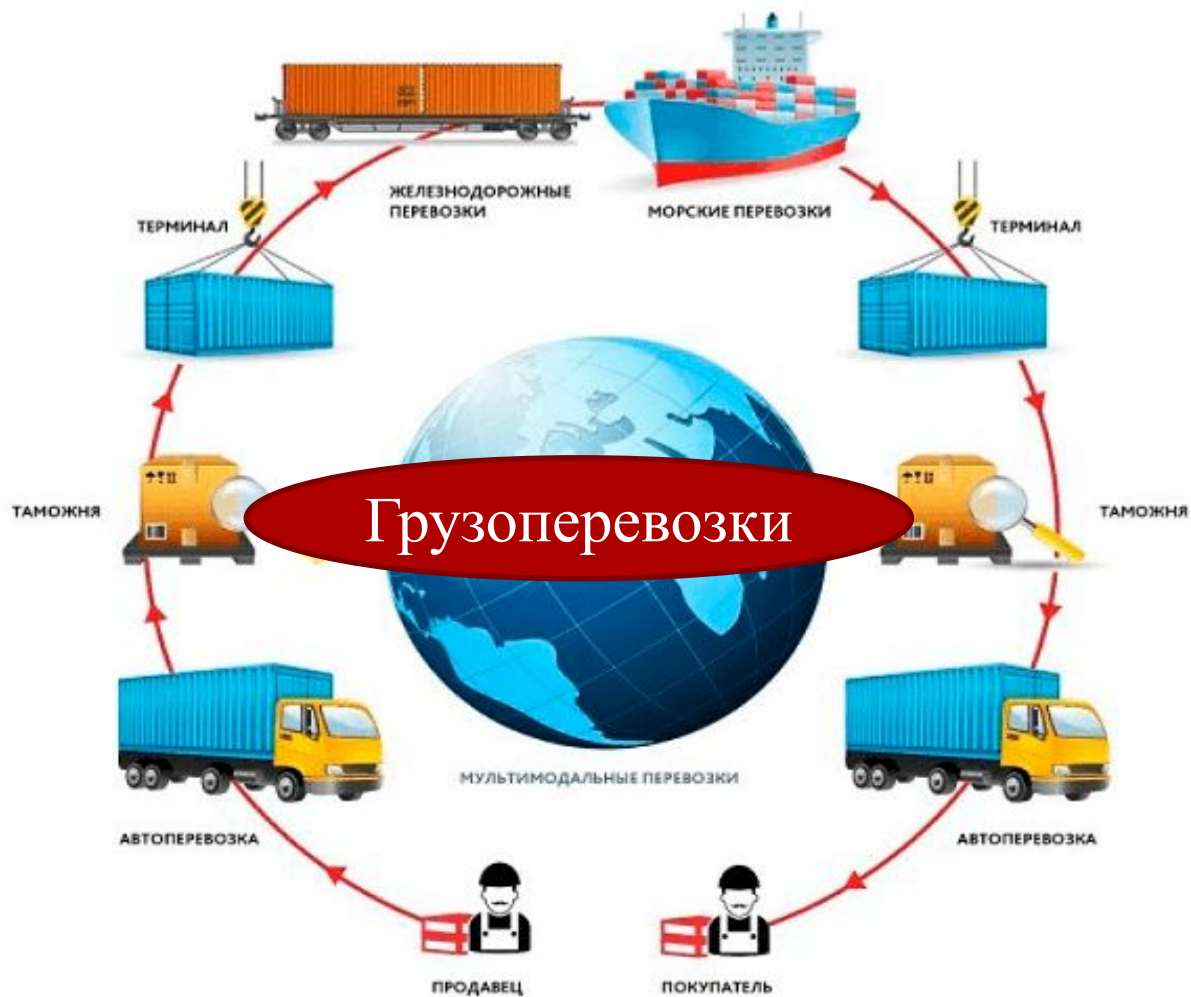 ЖЕЛЕЗНОДОРОЖНЫЕ
ПЕРЕВОЗКИ
МОРСКИЕ ПЕРЕВОЗКИ
ТЕРМИНАЛ
ТЕРМИНАЛ
ТАМОЖНЯ
Грузоперевозки
ТАМОЖНЯ
МУЛЬТИМОДАЛЬНЫЕ ПЕРЕВОЗКИ
АВТОПЕРЕВОЗКА
АВТОПЕРЕВОЗКА
ПРОДАВЕЦ
ПОКУПАТЕЛЬ